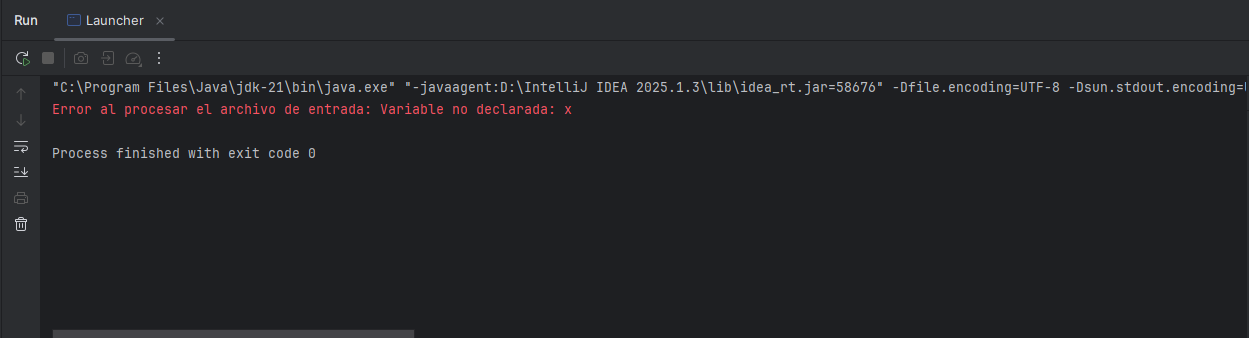 Run Launcher
"C:\Program Files\Java\jdk-21\bin\java.exe" "-javaagent:D:\IntelliJ IDEA 2025.1.3\lib\idea_rt.jar=58676" -Dfile.encoding=UTF-8 -Dsun.stdout.encoding=
Error al procesar el archivo de entrada: Variable no declarada: x
Process finished with exit code 0